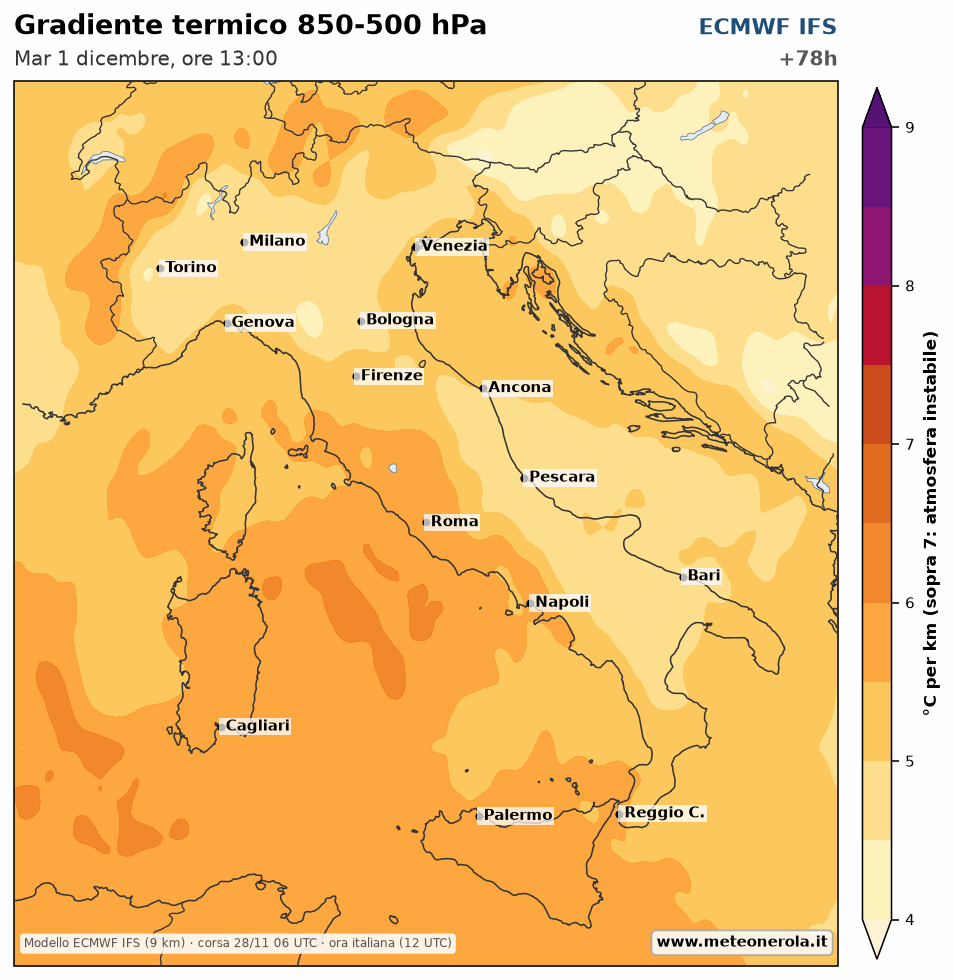 Gradiente termico 850-500 hPa
ECMWF IFS
Mar 1 dicembre, ore 13:00
+78h
Milano
Venezia
Torino
Genova
Bologna
Firenze
Ancona
Pescara
Roma
Bari
Napoli
Cagliari
Palermo
Reggio C.
9
8
7
6
5
4
°C per km (sopra 7: atmosfera instabile)
Modello ECMWF IFS (9 km) · corsa 28/11 06 UTC · ora italiana (12 UTC)
www.meteonerola.it